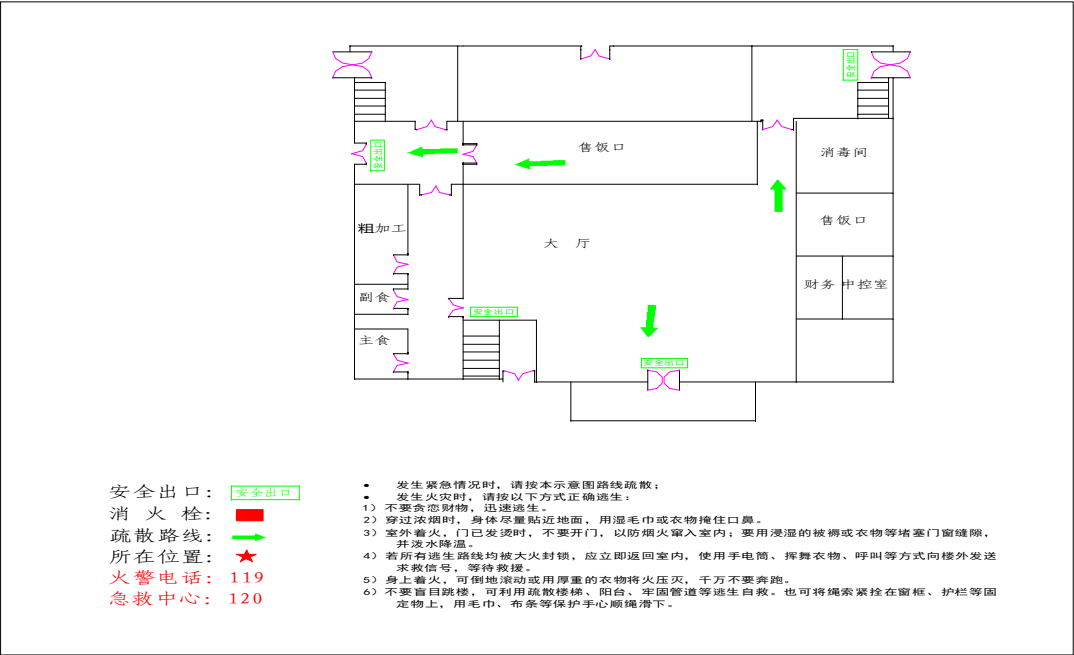 安全出口
安全出口
售饭口
消毒间
粗加工
售饭口
大 厅
财务 中控室
副食
安全出口
主食
安全出口
安全出口: 安全出口
消 火 栓:
疏散路线:
所在位置:
火警电话: 119
急救中心: 120
• 发生紧急情况时,请按本示意图路线疏散;
• 发生火灾时,请按以下方式正确逃生:
1)不要贪恋财物,迅速逃生。
2)穿过浓烟时,身体尽量贴近地面,用湿毛巾或衣物掩住口鼻。
3)室外着火,门已发烫时,不要开门,以防烟火窜入室内;要用浸湿的被褥或衣物等堵塞门窗缝隙,
并泼水降温。
4)若所有逃生路线均被大火封锁,应立即返回室内,使用手电筒、挥舞衣物、呼叫等方式向楼外发送
求救信号,等待救援。
5)身上着火,可倒地滚动或用厚重的衣物将火压灭,千万不要奔跑。
6)不要盲目跳楼,可利用疏散楼梯、阳台、牢固管道等逃生自救。也可将绳索紧拴在窗框、护栏等固
定物上,用毛巾、布条等保护手心顺绳滑下。